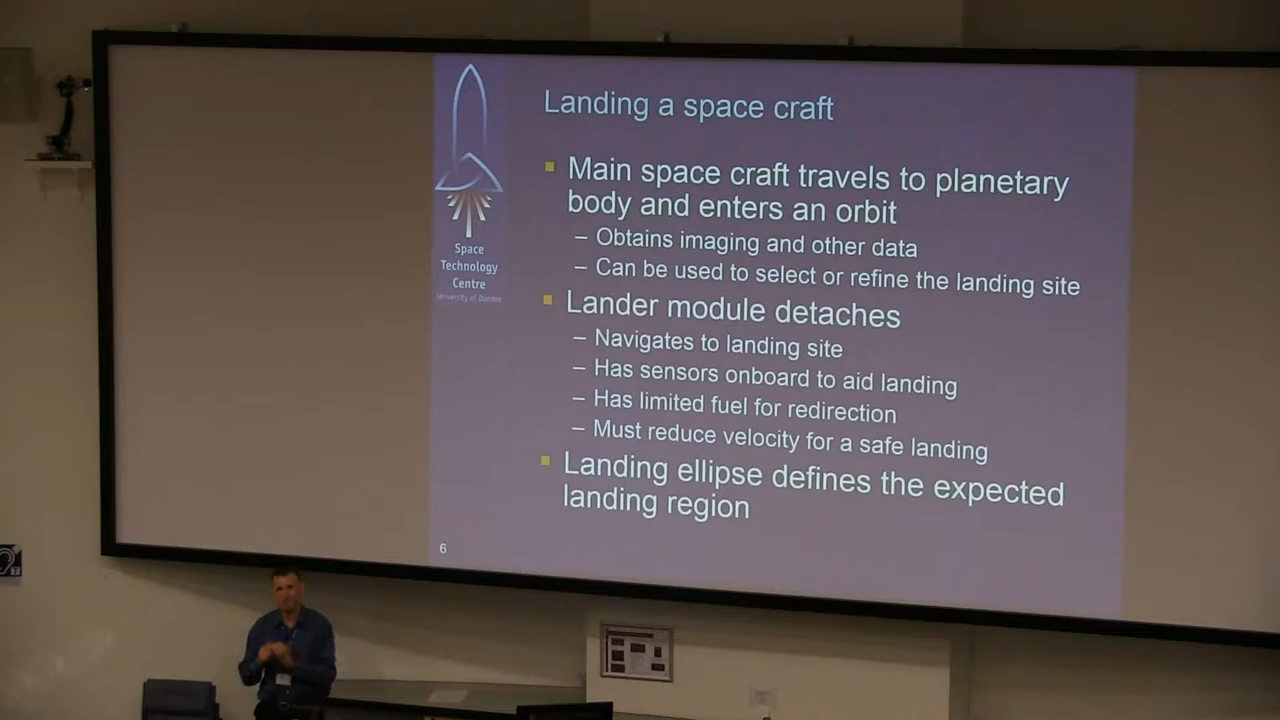 Landing a space craft
Main space craft travels to planetary
body and enters an orbit
– Obtains imaging and other data
– Can be used to select or refine the landing site
Lander module detaches
– Navigates to landing site
– Has sensors onboard to aid landing
– Has limited fuel for redirection
– Must reduce velocity for a safe landing
Landing ellipse defines the expected
landing region
Space
Technology
Centre
University of Dundee
6
T